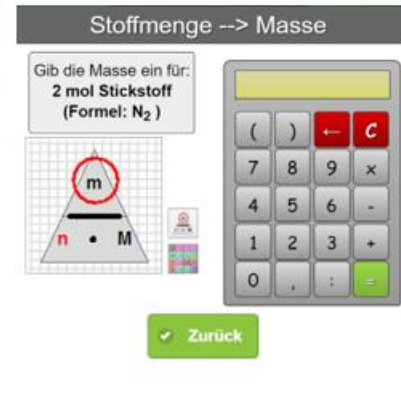 Stoffmenge --> Masse
Gib die Masse ein für:
2 mol Stickstoff
(Formel: N₂ )
m
n • M
( ) ← C
7 8 9 x
4 5 6 -
1 2 3 +
0 , : =
Zurück